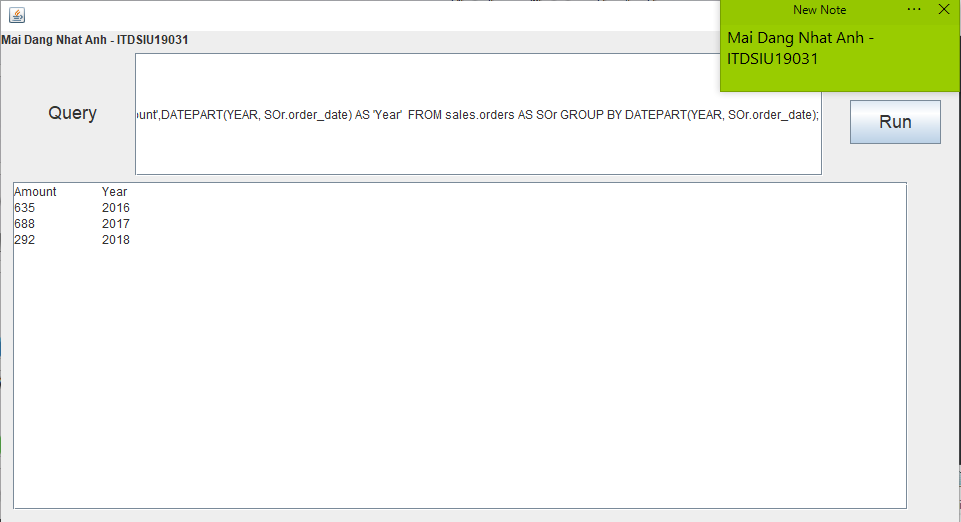 New Note
Mai Dang Nhat Anh -
ITDSIU19031
Mai Dang Nhat Anh - ITDSIU19031
Query
ount',DATEPART(YEAR, SOr.order_date) AS 'Year'  FROM sales.orders AS SOr GROUP BY DATEPART(YEAR, SOr.order_date);
Run
Amount Year
635 2016
688 2017
292 2018